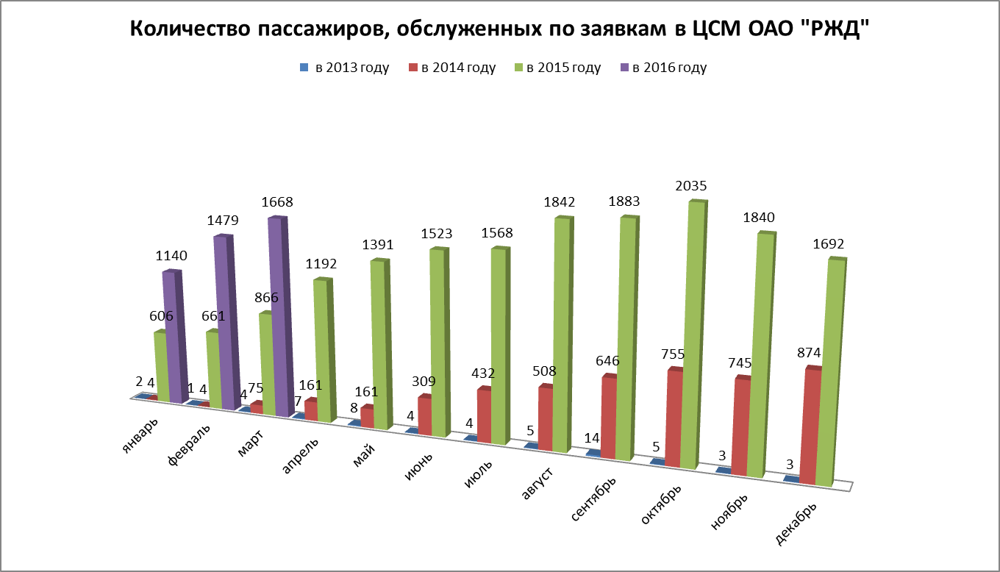 Количество пассажиров, обслуженных по заявкам в ЦСМ ОАО "РЖД"
в 2013 году в 2014 году в 2015 году в 2016 году
2 4 606 1140
1 4 661 1479
4 75 866 1668
7 161 1192
8 161 1391
4 309 1523
4 432 1568
5 508 1842
14 646 1883
5 755 2035
3 745 1840
3 874 1692
январь
февраль
март
апрель
май
июнь
июль
август
сентябрь
октябрь
ноябрь
декабрь